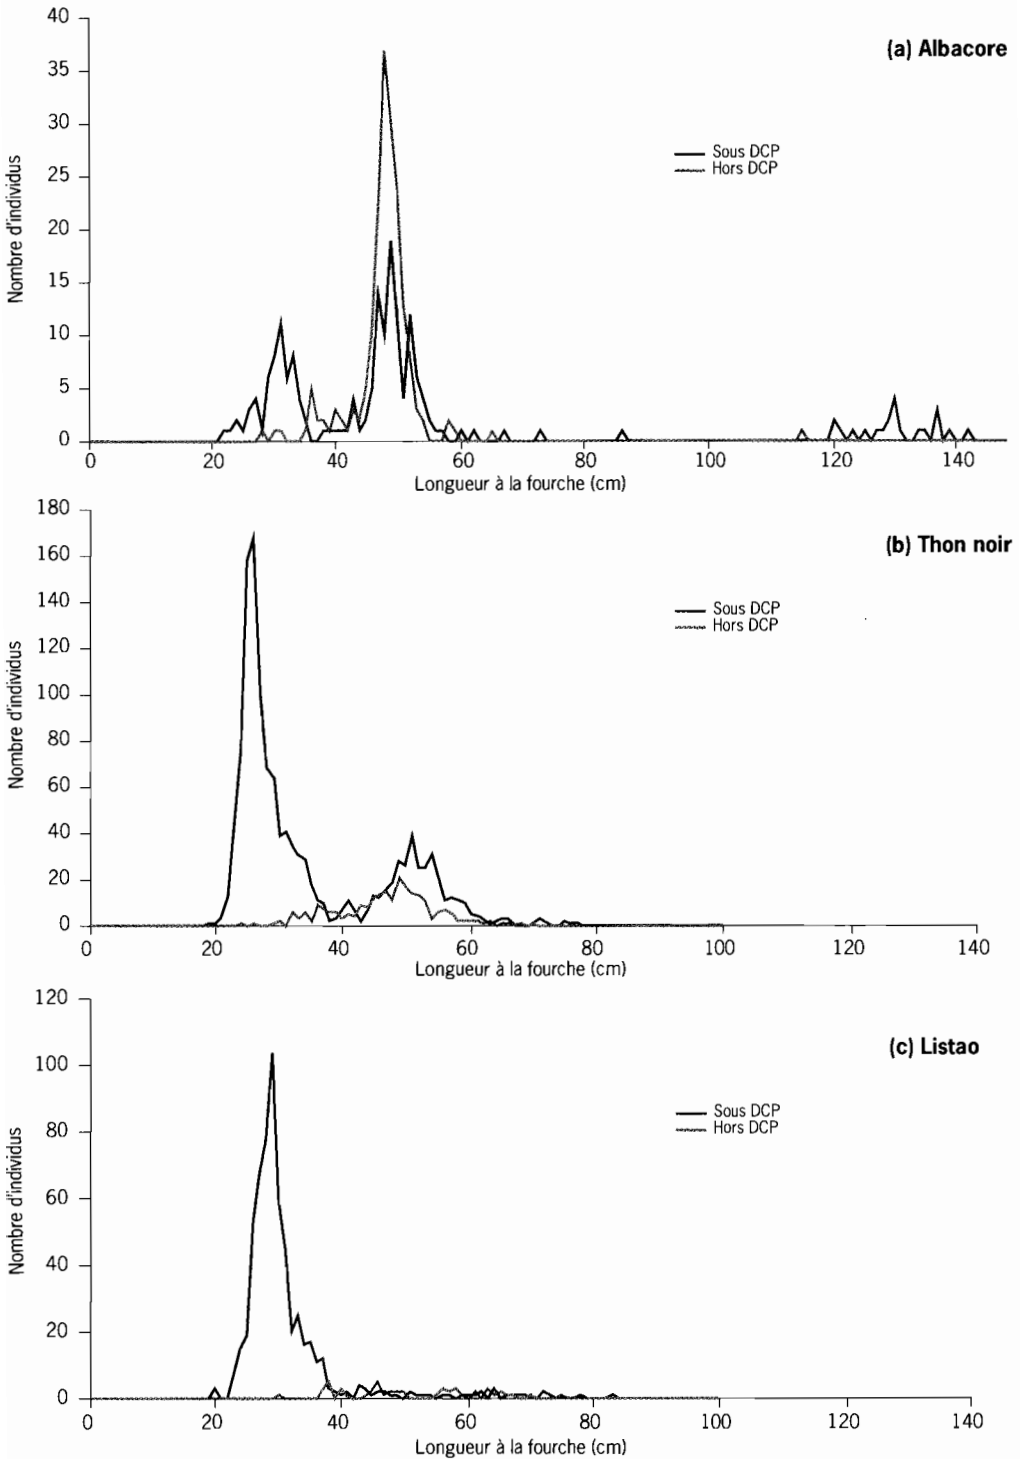 (a) Albacore
Nombre d'individus
40
35
30
25
20
15
10
5
0
Sous DCP
Hors DCP
0 20 40 60 80 100 120 140
Longueur à la fourche (cm)
(b) Thon noir
Nombre d'individus
180
160
140
120
100
80
60
40
20
0
Sous DCP
Hors DCP
0 20 40 60 80 100 120 140
Longueur à la fourche (cm)
(c) Listao
Nombre d'individus
120
100
80
60
40
20
0
Sous DCP
Hors DCP
0 20 40 60 80 100 120 140
Longueur à la fourche (cm)